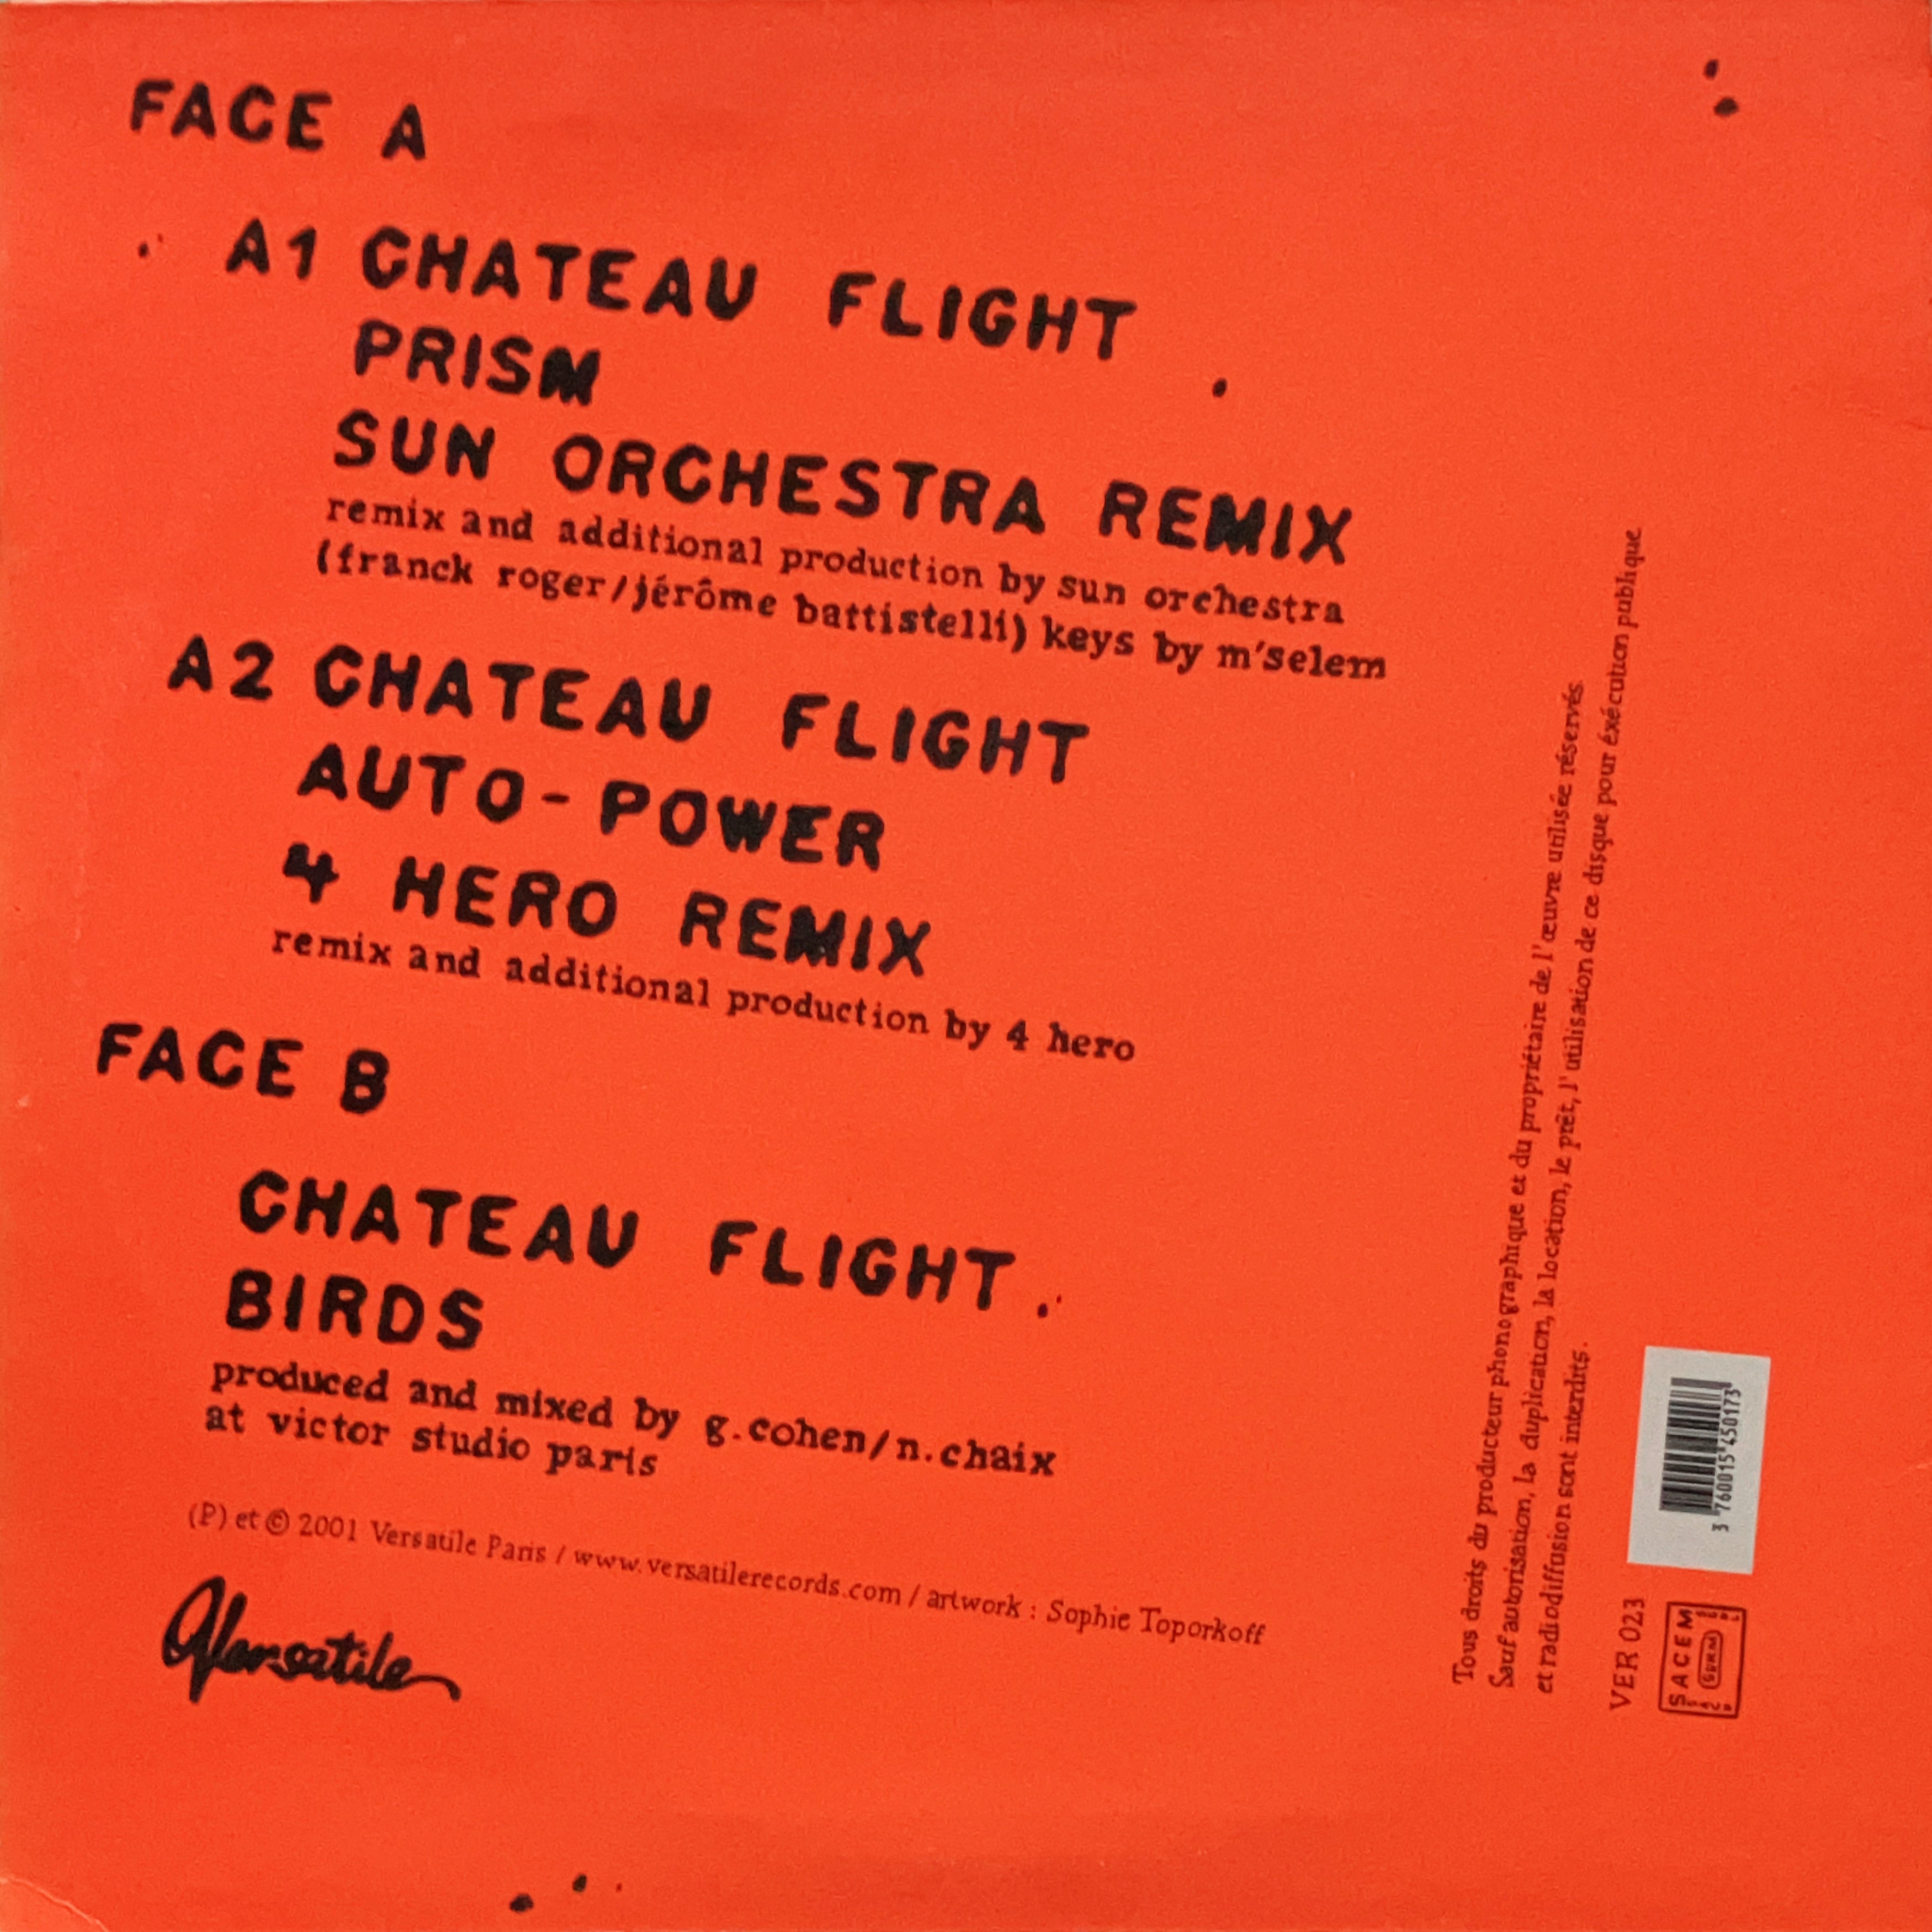 FACE A
A1 CHATEAU FLIGHT
PRISM
SUN ORCHESTRA REMIX
remix and additional production by sun orchestra
(franck roger/jérôme battistelli) keys by m'selem
A2 CHATEAU FLIGHT
AUTO-POWER
4 HERO REMIX
remix and additional production by 4 hero
FACE B
CHATEAU FLIGHT
BIRDS
produced and mixed by g.cohen/n.chaix
at victor studio paris
(P) et © 2001 Versatile Paris / www.versatilerecords.com / artwork : Sophie Toporkoff
Versatile
Tous droits du producteur phonographique et du propriétaire de l'œuvre utilisée réservés.
Sauf autorisation, la duplication, la location, le prêt, l'utilisation de ce disque pour éxécution publique
et radiodiffusion sont interdits.
VER 023
3 760015 450173
SACEM
SDRM